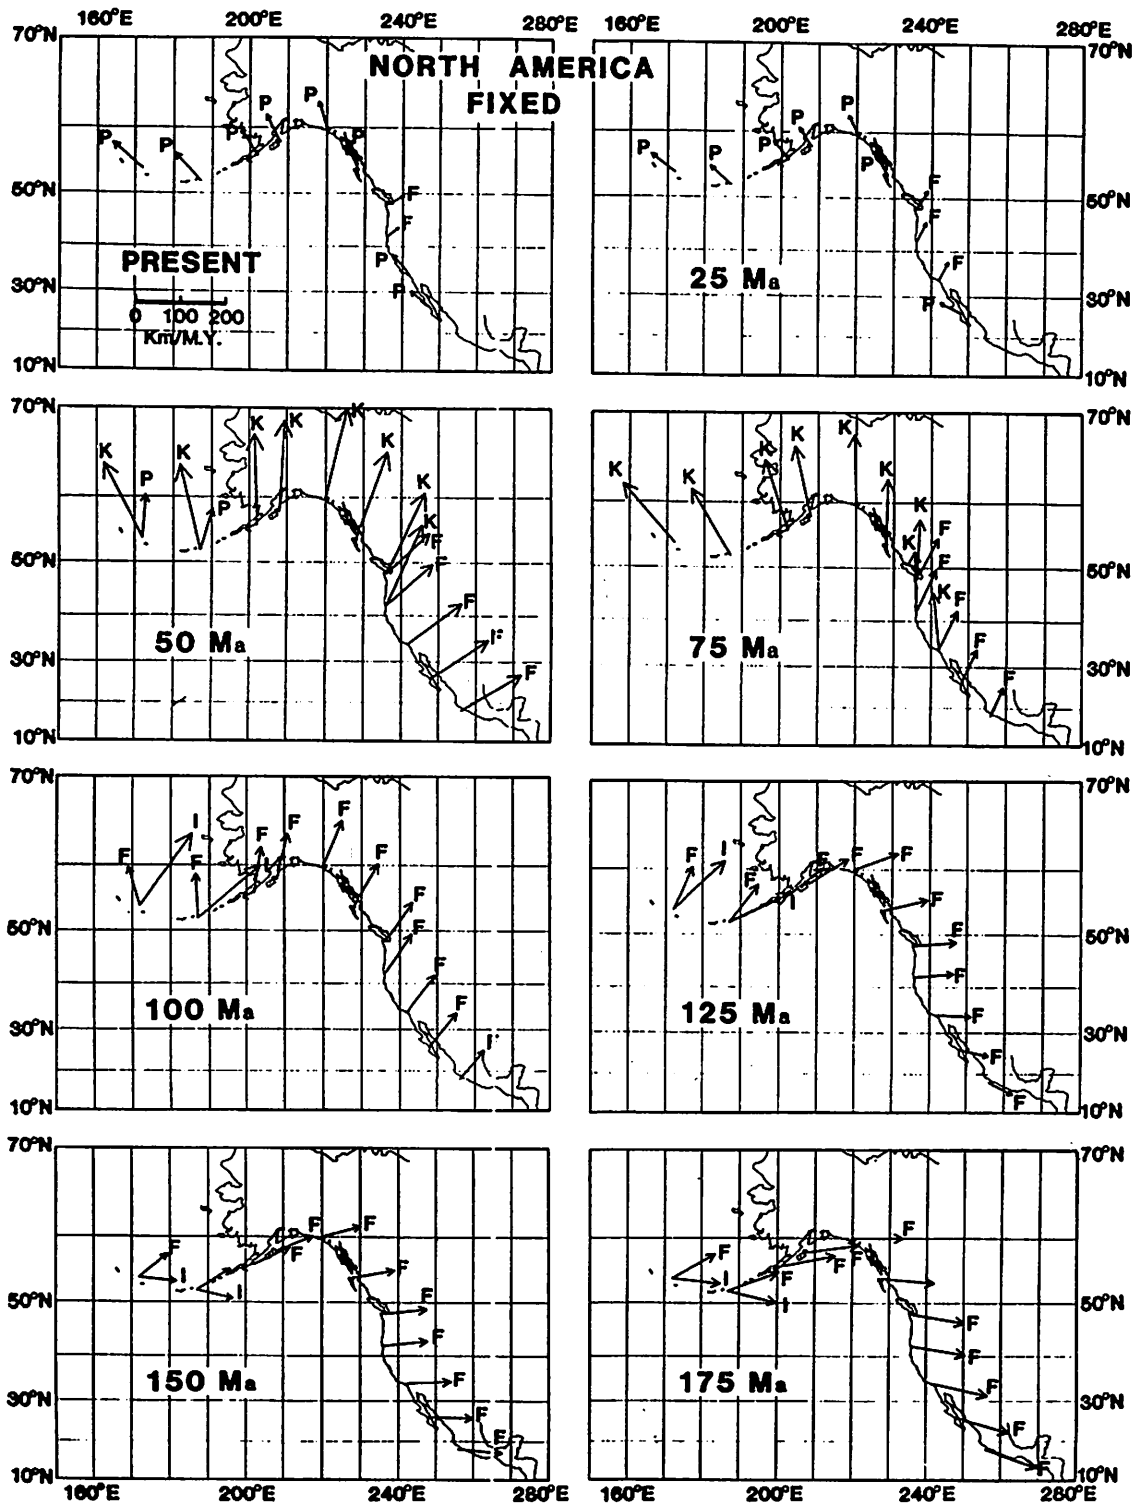 160°E 200°E 240°E 280°E 160°E 200°E 240°E 280°E
70°N 70°N
NORTH AMERICA
FIXED
P P P P P P F F P P
P P P P P P F F F P
50°N 50°N
PRESENT
0 100 200
Km/M.Y.
25 Ma
30°N 30°N
10°N 10°N
70°N 70°N
K P K P K K K K K K F F F F
K K K K K K K K F F F F F
50°N 50°N
50 Ma
75 Ma
30°N 30°N
10°N 10°N
70°N 70°N
F I F F F F F F F F F
F I F I F F F F F F F F
50°N 50°N
100 Ma
125 Ma
30°N 30°N
10°N 10°N
70°N 70°N
F I I F F F F F F F F F
F I F I F F F F F F F F
50°N 50°N
150 Ma
175 Ma
30°N 30°N
10°N 10°N
160°E 200°E 240°E 280°E 160°E 200°E 240°E 280°E